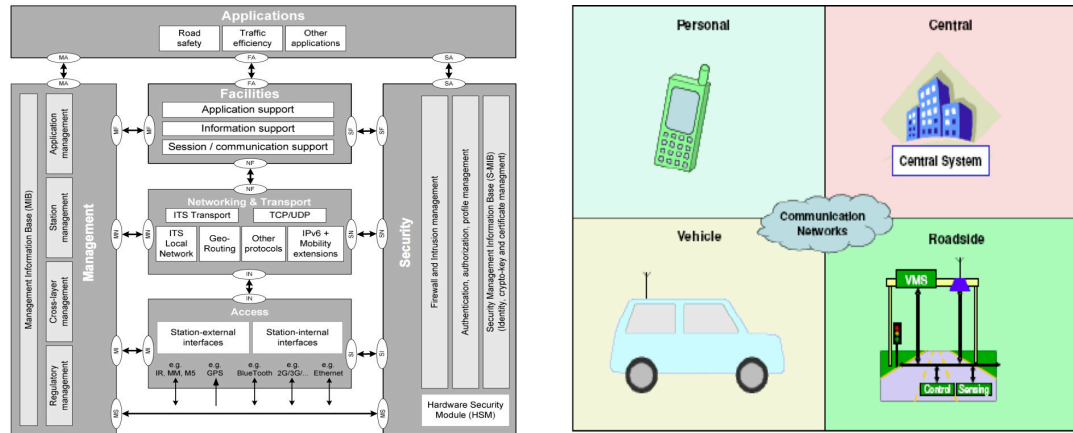 Applications
Road
safety
Traffic
efficiency
Other
applications
MA
FA
SA
MA
FA
SA
Management Information Base (MIB)
Application
management
Station
management
Cross-layer management
Regulatory
management
Management
MF
MF
MN
MN
MI
MI
MS
Facilities
Application support
Information support
Session / communication support
SF
SF
NF
NF
Networking & Transport
ITS Transport
TCP/UDP
ITS
Local
Network
Geo-
Routing
Other
protocols
IPv6 +
Mobility
extensions
SN
SN
IN
IN
Access
Station-external
interfaces
Station-internal
interfaces
SI
SI
e.g.
IR, MM, M5
e.g.
GPS
e.g.
BlueTooth
e.g.
2G/3G/...
e.g.
Ethernet
MS
Security
Firewall and Intrusion management
Authentication, authorization, profile management
Security Management Information Base (S-MIB)
(Identity, crypto-key and certificate managment)
Hardware Security
Module (HSM)
Personal
Central
Central System
Communication
Networks
Vehicle
Roadside
VMS
Control
Sensing